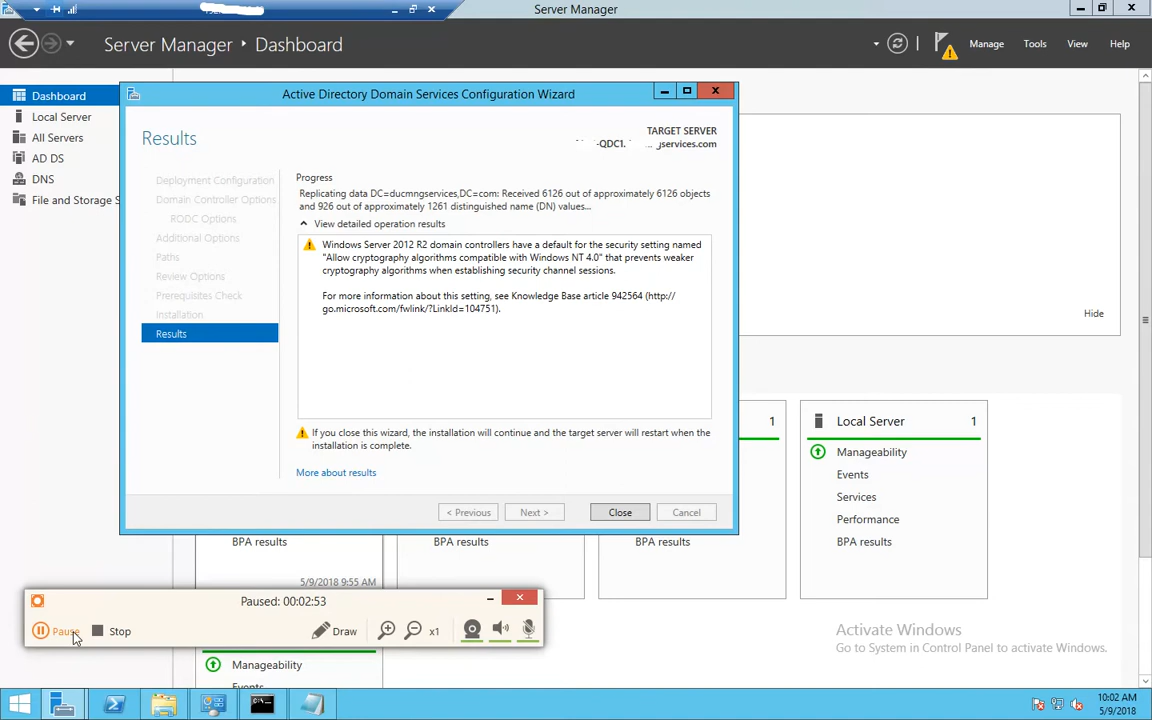 Server Manager
Server Manager ‣ Dashboard
Manage
Tools
View
Help
Dashboard
Local Server
All Servers
AD DS
DNS
File and Storage S
Active Directory Domain Services Configuration Wizard
Results
TARGET SERVER
-QDC1.
gservices.com
Deployment Configuration
Domain Controller Options
RODC Options
Additional Options
Paths
Review Options
Prerequisites Check
Installation
Results
Progress
Replicating data DC=ducmngservices,DC=com: Received 6126 out of approximately 6126 objects
and 926 out of approximately 1261 distinguished name (DN) values...
View detailed operation results
Windows Server 2012 R2 domain controllers have a default for the security setting named
"Allow cryptography algorithms compatible with Windows NT 4.0" that prevents weaker
cryptography algorithms when establishing security channel sessions.
For more information about this setting, see Knowledge Base article 942564 (http://
go.microsoft.com/fwlink/?LinkId=104751).
If you close this wizard, the installation will continue and the target server will restart when the
installation is complete.
More about results
< Previous
Next >
Close
Cancel
Hide
1
Local Server 1
Manageability
Events
Services
Performance
BPA results
BPA results
BPA results
BPA results
5/9/2018 9:55 AM
Paused: 00:02:53
Pause
Stop
Draw
x1
Manageability
Events
Activate Windows
Go to System in Control Panel to activate Windows.
10:02 AM
5/9/2018